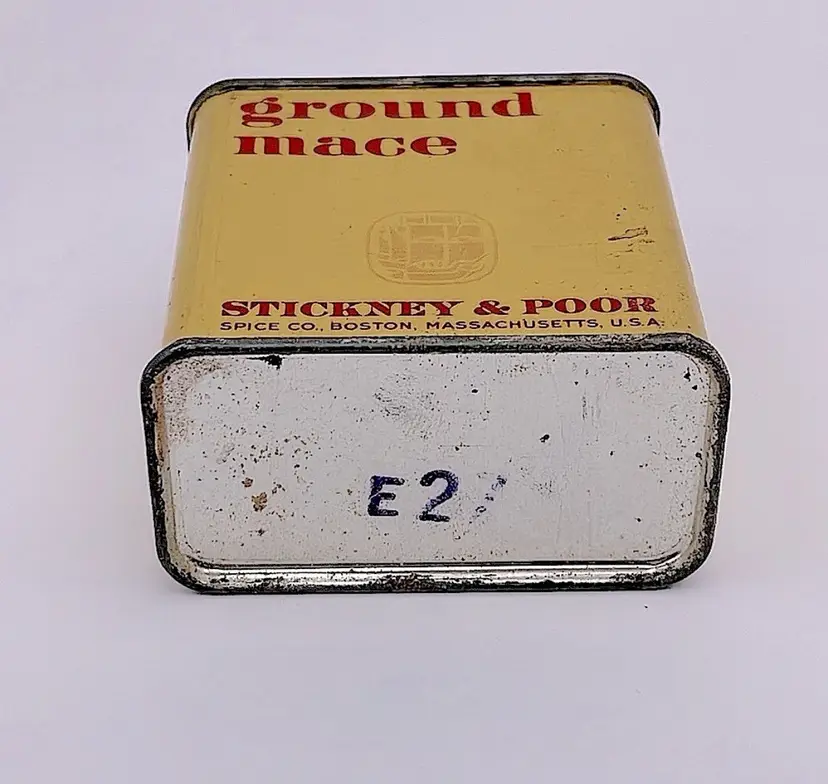 ground
mace
STICKNEY & POOR
SPICE CO., BOSTON, MASSACHUSETTS, U.S.A.
E2